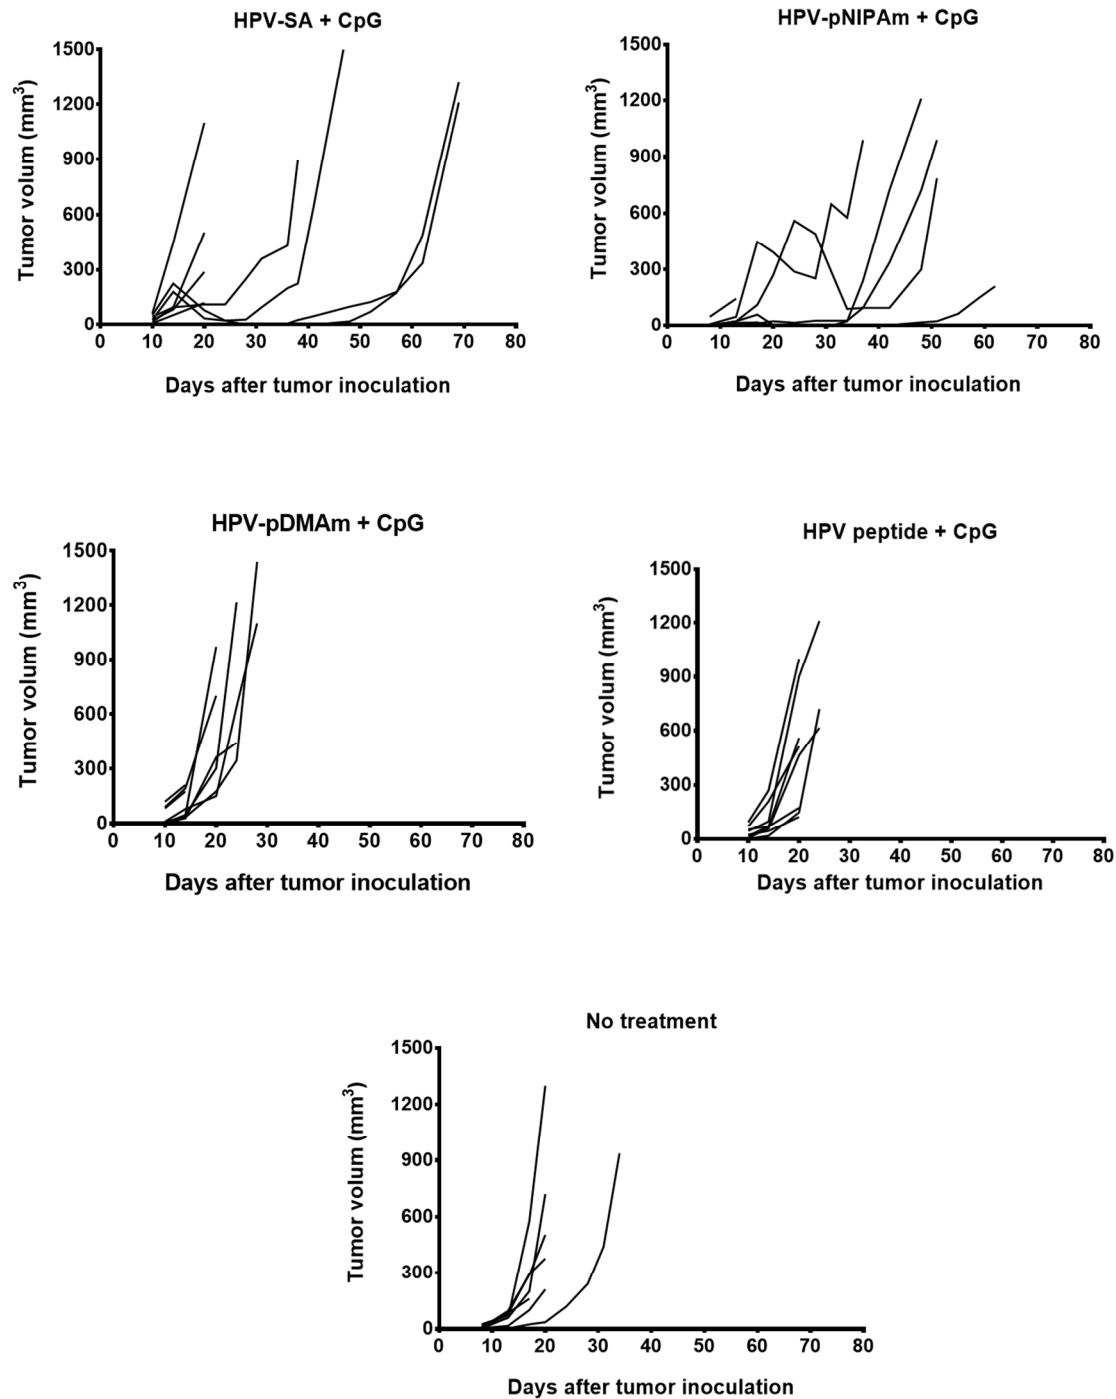 HPV-SA + CpG
1500
1200
900
600
300
0
0 10 20 30 40 50 60 70 80
Tumor volum (mm³)
Days after tumor inoculation
HPV-pNIPAm + CpG
1500
1200
900
600
300
0
0 10 20 30 40 50 60 70 80
Tumor volum (mm³)
Days after tumor inoculation
HPV-pDMAm + CpG
1500
1200
900
600
300
0
0 10 20 30 40 50 60 70 80
Tumor volum (mm³)
Days after tumor inoculation
HPV peptide + CpG
1500
1200
900
600
300
0
0 10 20 30 40 50 60 70 80
Tumor volum (mm³)
Days after tumor inoculation
No treatment
1500
1200
900
600
300
0
0 10 20 30 40 50 60 70 80
Tumor volum (mm³)
Days after tumor inoculation